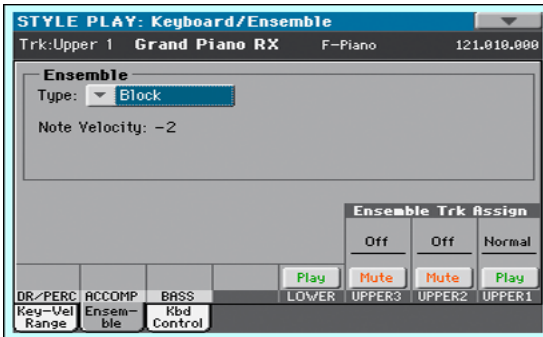 STYLE PLAY: Keyboard/Ensemble
Trk:Upper 1 Grand Piano RX F-Piano 121.010.000
Ensemble
Type: Block
Note Velocity: -2
Ensemble Trk Assign
Off Off Normal
Play Mute Mute Play
DR/PERC ACCOMP BASS LOWER UPPER3 UPPER2 UPPER1
Key-Vel Ensem- Kbd
Range ble Control